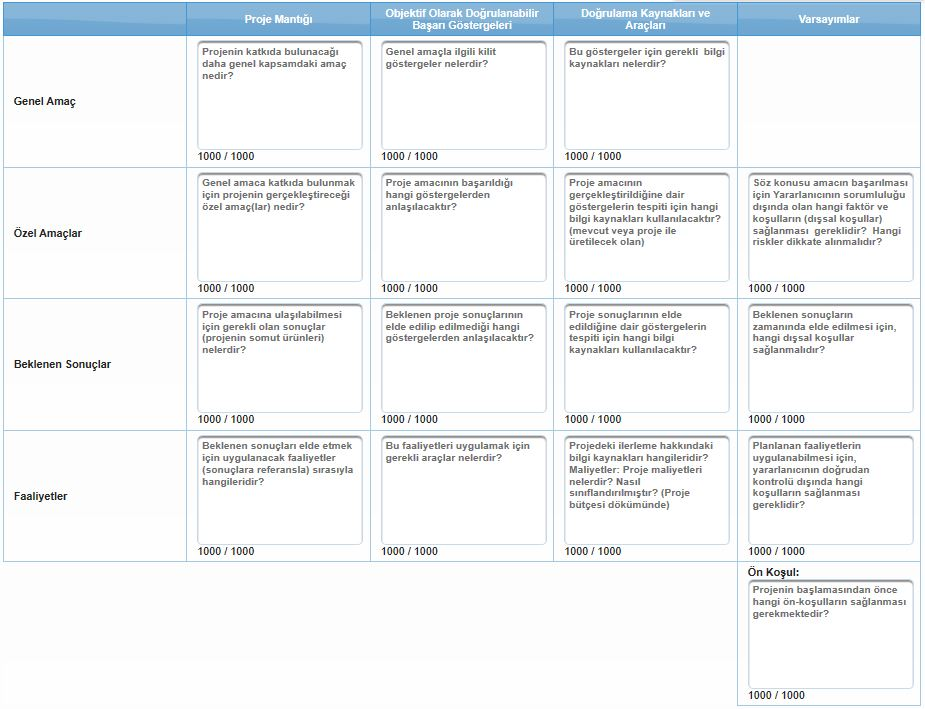 Proje Mantığı
Objektif Olarak Doğrulanabilir
Başarı Göstergeleri
Doğrulama Kaynakları ve
Araçları
Varsayımlar
Genel Amaç
Projenin katkıda bulunacağı
daha genel kapsamdaki amaç
nedir?
1000 / 1000
Genel amaçla ilgili kilit
göstergeler nelerdir?
1000 / 1000
Bu göstergeler için gerekli  bilgi
kaynakları nelerdir?
1000 / 1000
Özel Amaçlar
Genel amaca katkıda bulunmak
için projenin gerçekleştireceği
özel amaç(lar) nedir?
1000 / 1000
Proje amacının başarıldığı
hangi göstergelerden
anlaşılacaktır?
1000 / 1000
Proje amacının
gerçekleştirildiğine dair
göstergelerin tespiti için hangi
bilgi kaynakları kullanılacaktır?
(mevcut veya proje ile
üretilecek olan)
1000 / 1000
Söz konusu amacın başarılması
için Yararlanıcının sorumluluğu
dışında olan hangi faktör ve
koşulların (dışsal koşullar)
sağlanması  gereklidir?  Hangi
riskler dikkate alınmalıdır?
1000 / 1000
Beklenen Sonuçlar
Proje amacına ulaşılabilmesi
için gerekli olan sonuçlar
(projenin somut ürünleri)
nelerdir?
1000 / 1000
Beklenen proje sonuçlarının
elde edilip edilmediği hangi
göstergelerden anlaşılacaktır?
1000 / 1000
Proje sonuçlarının elde
edildiğine dair göstergelerin
tespiti için hangi bilgi
kaynakları kullanılacaktır?
1000 / 1000
Beklenen sonuçların
zamanında elde edilmesi için,
hangi dışsal koşullar
sağlanmalıdır?
1000 / 1000
Faaliyetler
Beklenen sonuçları elde etmek
için uygulanacak faaliyetler
(sonuçlara referansla) sırasıyla
hangileridir?
1000 / 1000
Bu faaliyetleri uygulamak için
gerekli araçlar nelerdir?
1000 / 1000
Projedeki ilerleme hakkındaki
bilgi kaynakları hangileridir?
Maliyetler: Proje maliyetleri
nelerdir? Nasıl
sınıflandırılmıştır? (Proje
bütçesi dökümünde)
1000 / 1000
Planlanan faaliyetlerin
uygulanabilmesi için,
yararlanıcının doğrudan
kontrolü dışında hangi
koşulların sağlanması
gereklidir?
1000 / 1000
Ön Koşul:
Projenin başlamasından önce
hangi ön-koşulların sağlanması
gerekmektedir?
1000 / 1000